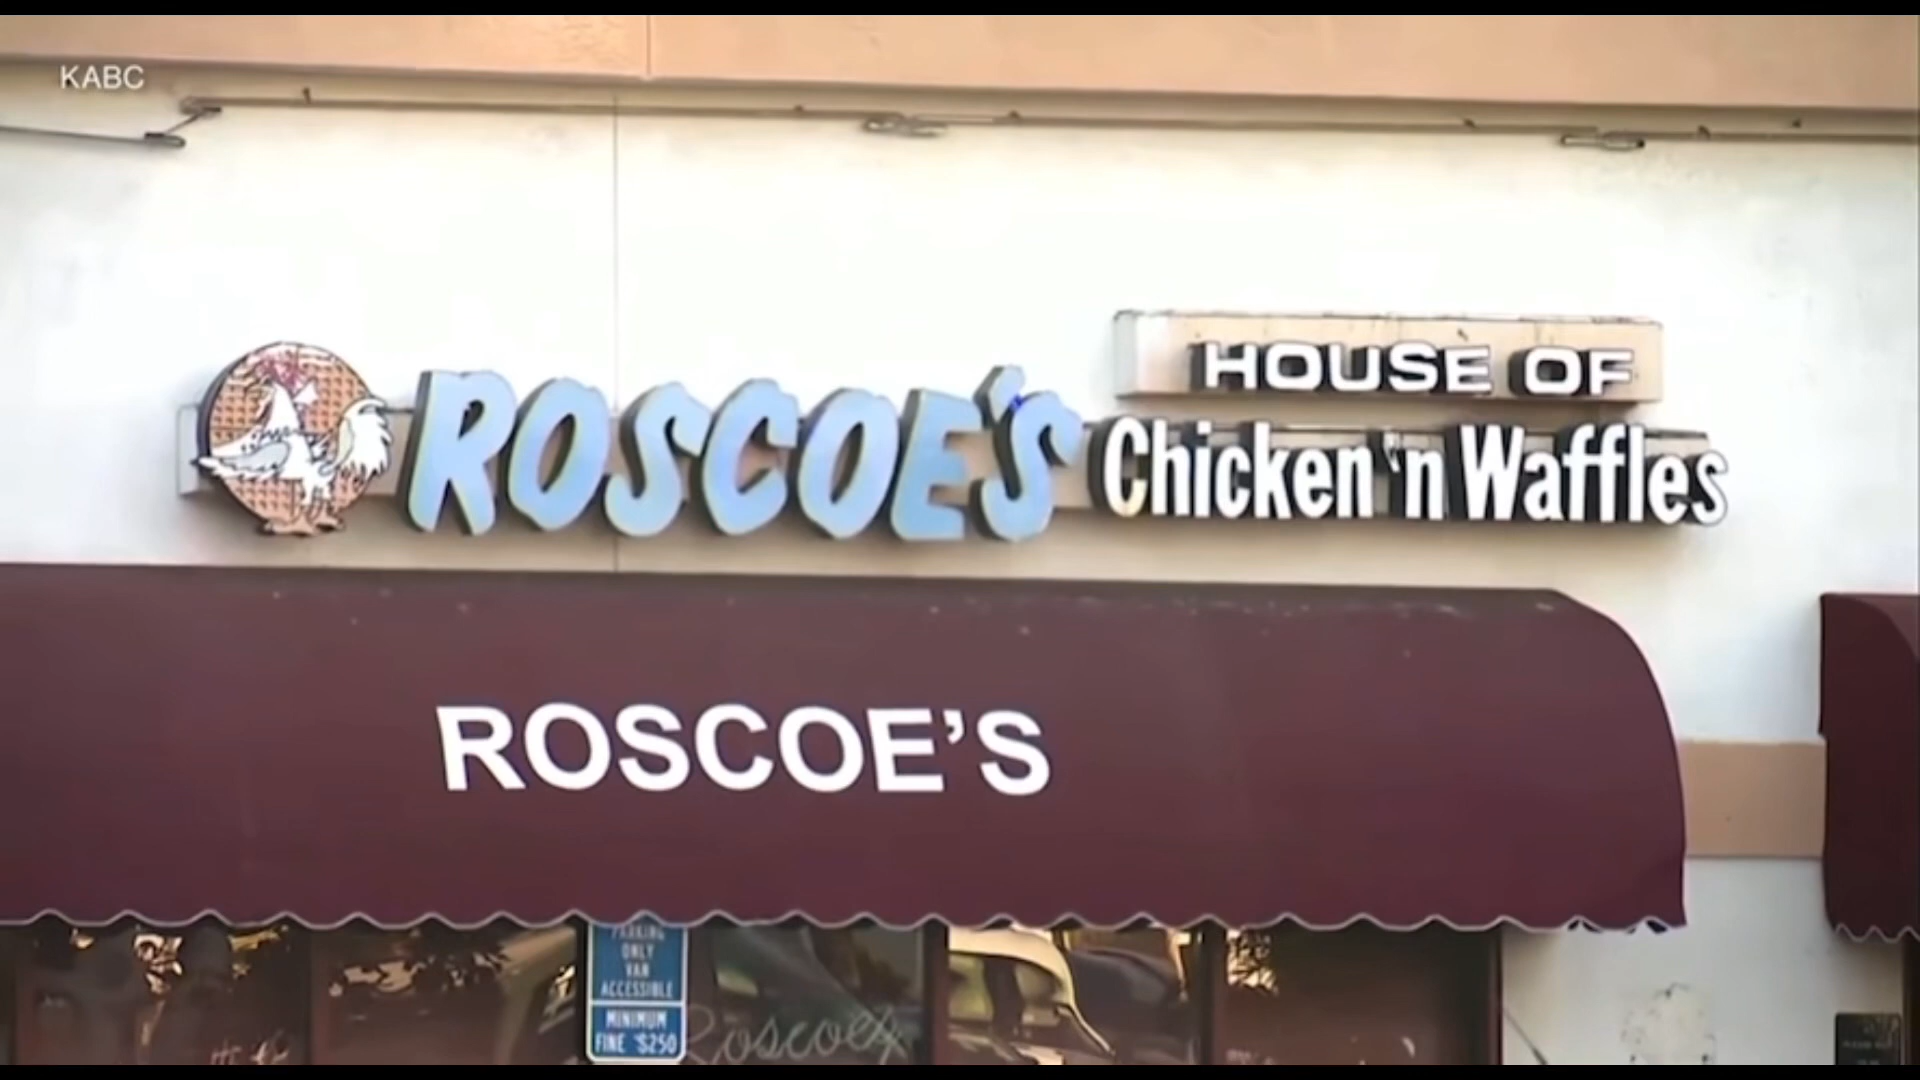 KABC
ROSCOE'S
HOUSE OF
Chicken 'n Waffles
ROSCOE'S
PARKING
ONLY
VAN
ACCESSIBLE
MINIMUM
FINE $250
Roscoe's